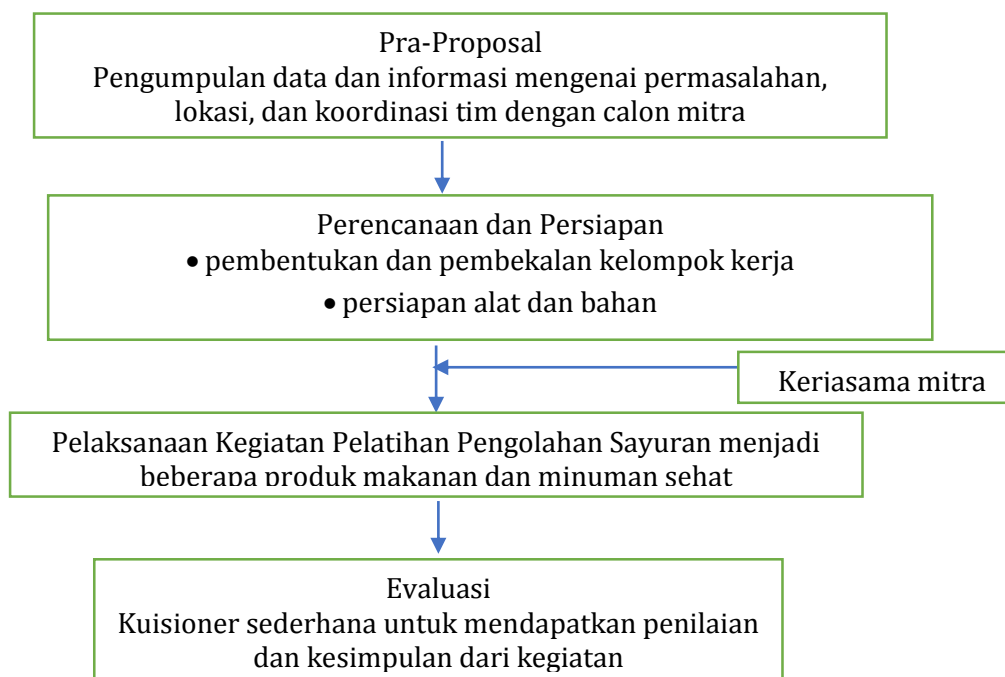 Pra-Proposal
Pengumpulan data dan informasi mengenai permasalahan,
lokasi, dan koordinasi tim dengan calon mitra
Perencanaan dan Persiapan
• pembentukan dan pembekalan kelompok kerja
• persiapan alat dan bahan
Kerjasama mitra
Pelaksanaan Kegiatan Pelatihan Pengolahan Sayuran menjadi
beberapa produk makanan dan minuman sehat
Evaluasi
Kuisioner sederhana untuk mendapatkan penilaian
dan kesimpulan dari kegiatan